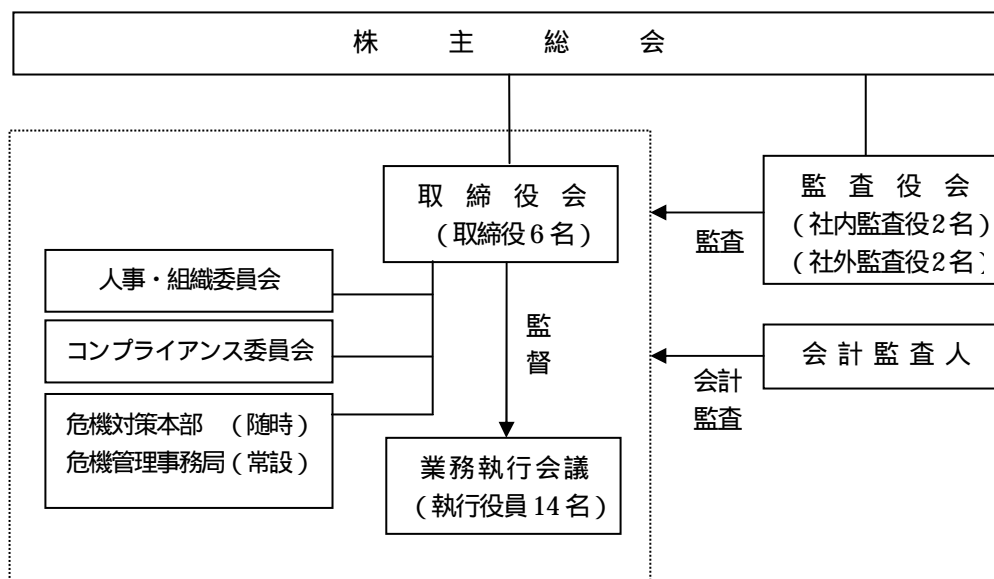 株主総会
取締役会
（取締役6名）
監査役会
（社内監査役2名）
（社外監査役2名）
監査
人事・組織委員会
コンプライアンス委員会
危機対策本部　（随時）
危機管理事務局（常設）
監
督
会計監査人
会計
監査
業務執行会議
（執行役員14名）